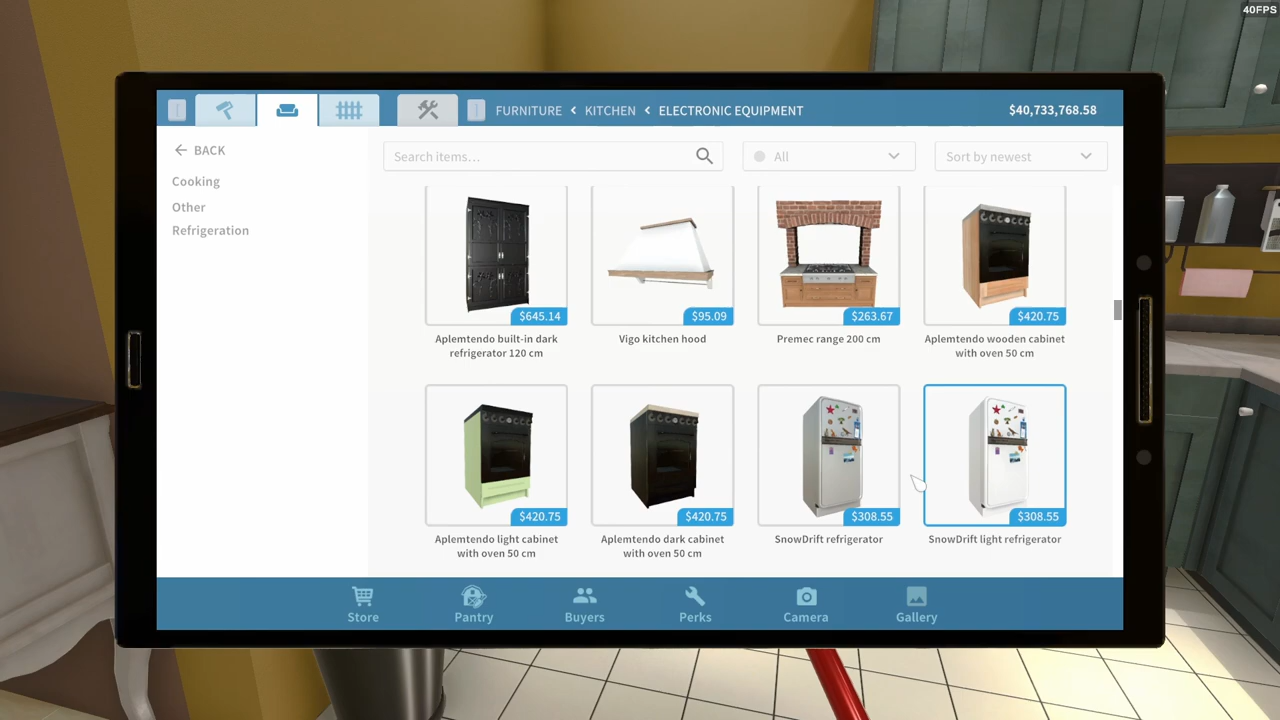 40FPS
FURNITURE < KITCHEN < ELECTRONIC EQUIPMENT
$40,733,768.58
BACK
Search items...
All
Sort by newest
Cooking
Other
Refrigeration
$645.14
$95.09
$263.67
$420.75
Aplemtendo built-in dark
refrigerator 120 cm
Vigo kitchen hood
Premec range 200 cm
Aplemtendo wooden cabinet
with oven 50 cm
$420.75
$420.75
$308.55
$308.55
Aplemtendo light cabinet
with oven 50 cm
Aplemtendo dark cabinet
with oven 50 cm
SnowDrift refrigerator
SnowDrift light refrigerator
Store
Pantry
Buyers
Perks
Camera
Gallery